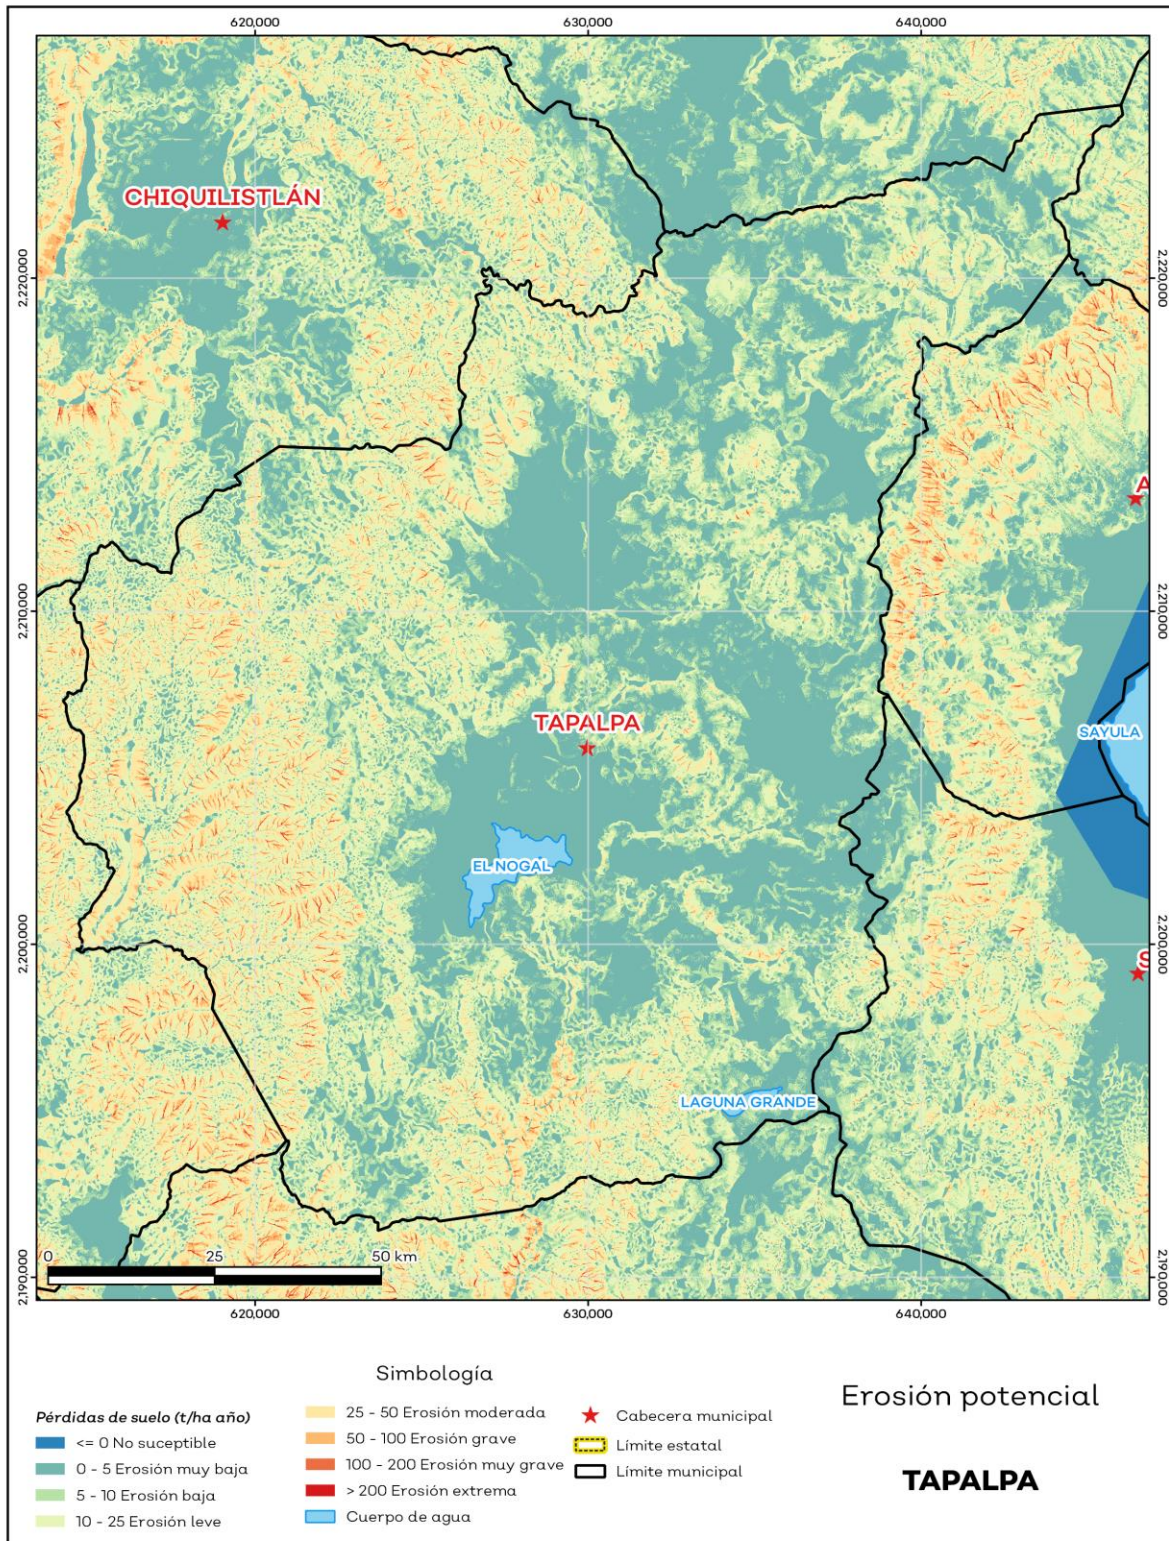 620,000 630,000 640,000
CHIQUILISTLÁN
2,220,000 2,220,000
A
2,210,000 2,210,000
TAPALPA
SAYULA
EL NOGAL
2,200,000 2,200,000
S
LAGUNA GRANDE
0 25 50 km
2,190,000 2,190,000
620,000 630,000 640,000
Simbología
Pérdidas de suelo (t/ha año)
<= 0 No suceptible
0 - 5 Erosión muy baja
5 - 10 Erosión baja
10 - 25 Erosión leve
25 - 50 Erosión moderada
50 - 100 Erosión grave
100 - 200 Erosión muy grave
> 200 Erosión extrema
Cuerpo de agua
Cabecera municipal
Límite estatal
Límite municipal
Erosión potencial
TAPALPA